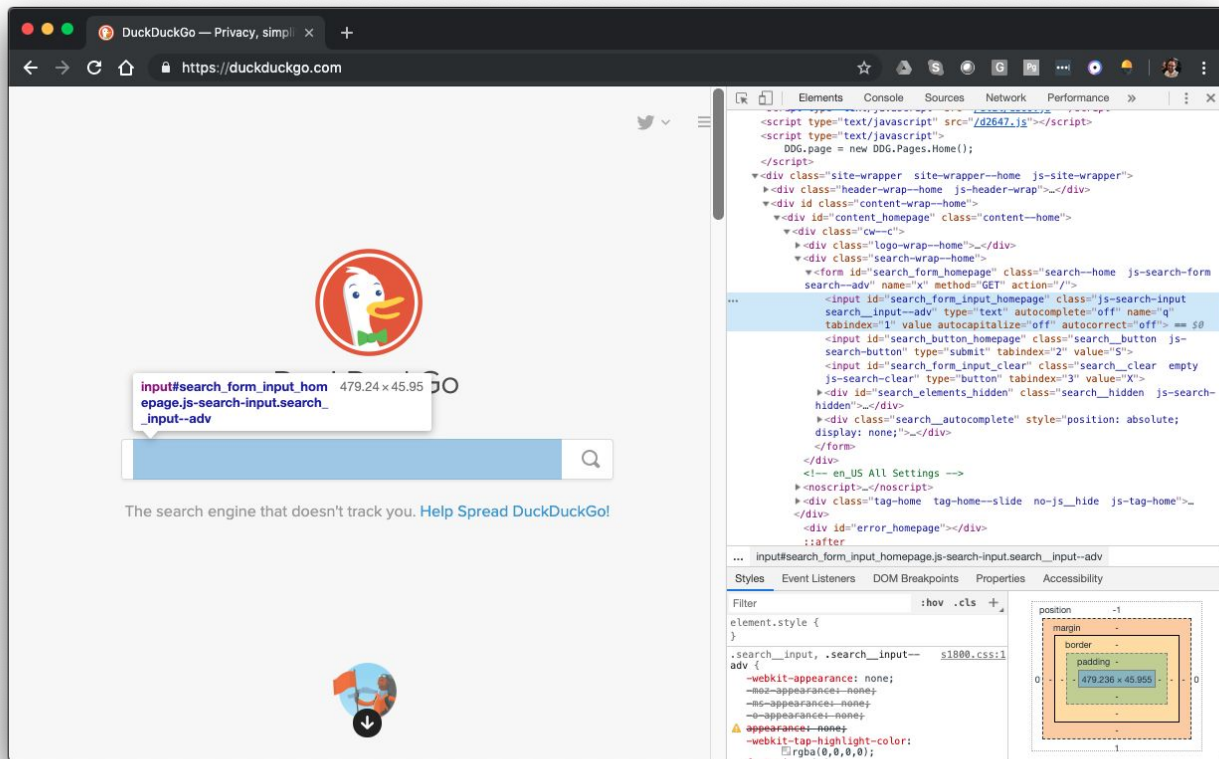 DuckDuckGo — Privacy, simpli
https://duckduckgo.com
G
Pg
DuckDuckGo
input#search_form_input_hom 479.24 × 45.95
epage.js-search-input.search_
_input--adv
The search engine that doesn't track you. Help Spread DuckDuckGo!
Elements Console Sources Network Performance »
<script type="text/javascript" src="/d2647.js"></script>
<script type="text/javascript">
DDG.page = new DDG.Pages.Home();
</script>
▼<div class="site-wrapper site-wrapper--home js-site-wrapper">
▶<div class="header-wrap--home js-header-wrap">…</div>
▼<div id class="content-wrap--home">
▼<div id="content_homepage" class="content--home">
▼<div class="cw--c">
▶<div class="logo-wrap--home">…</div>
▼<div class="search-wrap--home">
▼<form id="search_form_homepage" class="search--home js-search-form
search--adv" name="x" method="GET" action="/">
... <input id="search_form_input_homepage" class="js-search-input
search__input--adv" type="text" autocomplete="off" name="q"
tabindex="1" value autocapitalize="off" autocorrect="off"> == $0
<input id="search_button_homepage" class="search__button js-
search-button" type="submit" tabindex="2" value="S">
<input id="search_form_input_clear" class="search__clear empty
js-search-clear" type="button" tabindex="3" value="X">
▶<div id="search_elements_hidden" class="search__hidden js-search-
hidden">…</div>
▶<div class="search__autocomplete" style="position: absolute;
display: none;">…</div>
</form>
</div>
<!-- en_US All Settings -->
▶<noscript>…</noscript>
▶<div class="tag-home tag-home--slide no-js__hide js-tag-home">…
</div>
<div id="error_homepage"></div>
::after
... input#search_form_input_homepage.js-search-input.search__input--adv
Styles Event Listeners DOM Breakpoints Properties Accessibility
Filter :hov .cls +
element.style {
}
.search__input, .search__input-- s1800.css:1
adv {
-webkit-appearance: none;
-moz-appearance: none;
-ms-appearance: none;
-o-appearance: none;
appearance: none;
-webkit-tap-highlight-color:
rgba(0,0,0,0);
position -1
margin -
border -
padding -
0 - - - 479.236 × 45.955 - - - 0
-
-
-
1